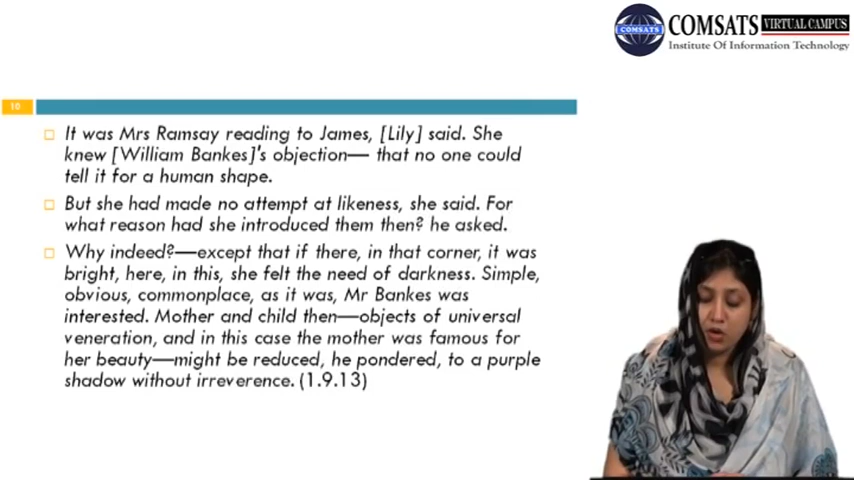 COMSATS VIRTUAL CAMPUS
COMSATS
Institute Of Information Technology
10
It was Mrs Ramsay reading to James, [Lily] said. She
knew [William Bankes]'s objection— that no one could
tell it for a human shape.
But she had made no attempt at likeness, she said. For
what reason had she introduced them then? he asked.
Why indeed?—except that if there, in that corner, it was
bright, here, in this, she felt the need of darkness. Simple,
obvious, commonplace, as it was, Mr Bankes was
interested. Mother and child then—objects of universal
veneration, and in this case the mother was famous for
her beauty—might be reduced, he pondered, to a purple
shadow without irreverence. (1.9.13)